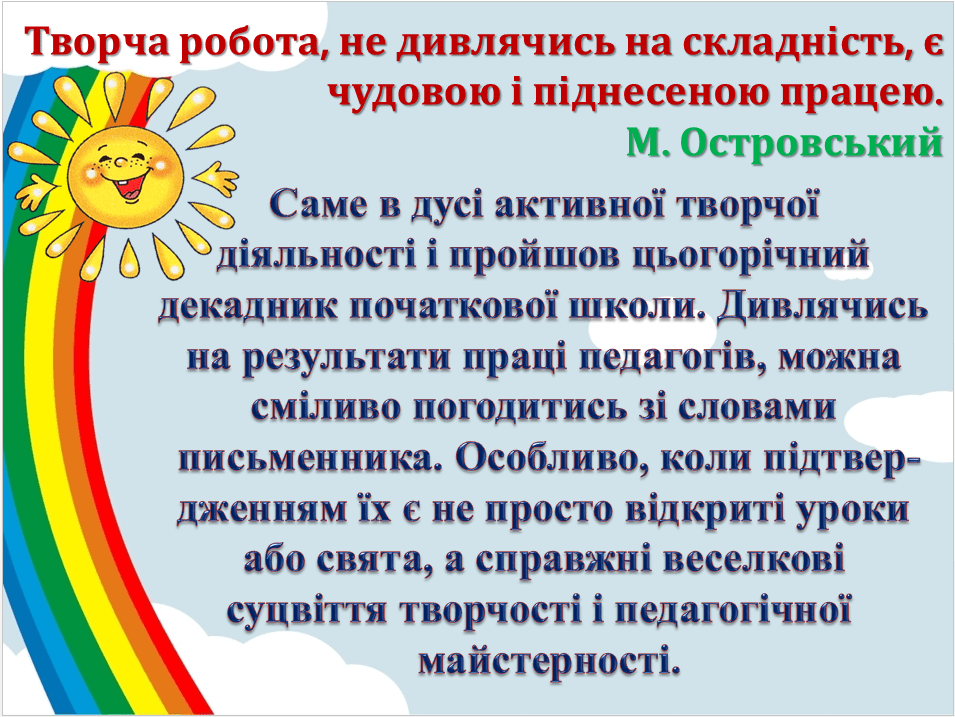 Творча робота, не дивлячись на складність, є
чудовою і піднесеною працею.
М. Островський
Саме в дусі активної творчої
діяльності і пройшов цьогорічний
декадник початкової школи. Дивлячись
на результати праці педагогів, можна
сміливо погодитись зі словами
письменника. Особливо, коли підтвер-
дженням їх є не просто відкриті уроки
або свята, а справжні веселкові
суцвіття творчості і педагогічної
майстерності.